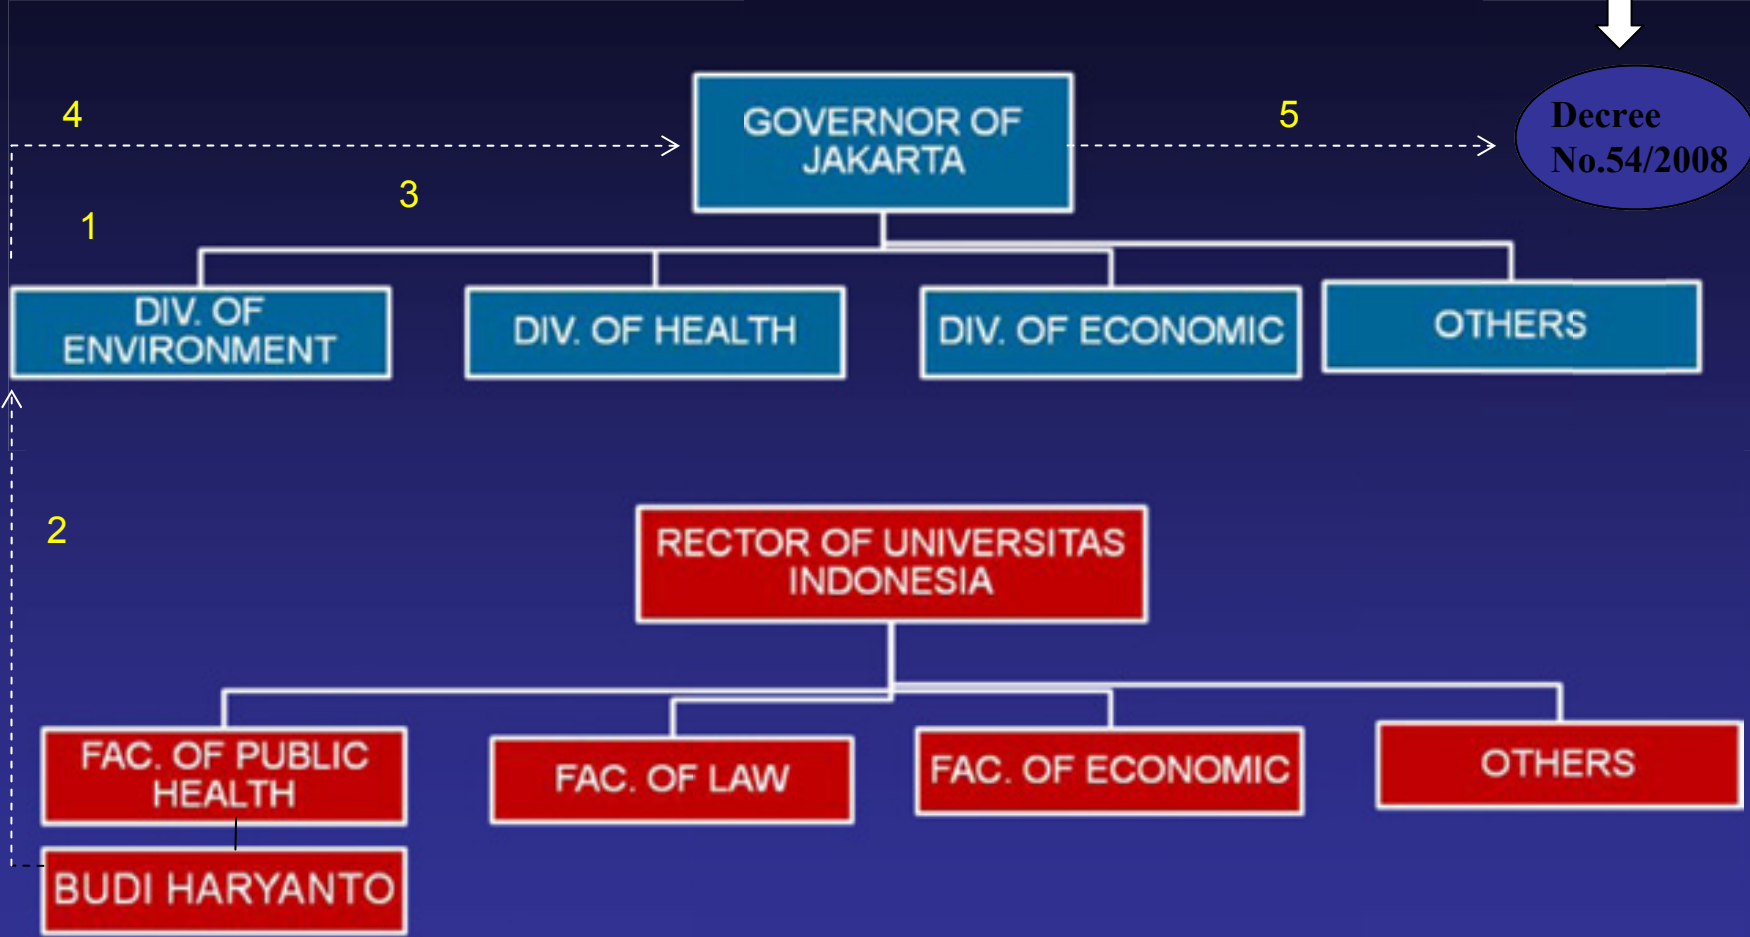 4
GOVERNOR OF
JAKARTA
5
Decree
No.54/2008
3
1
DIV. OF
ENVIRONMENT
DIV. OF HEALTH
DIV. OF ECONOMIC
OTHERS
2
RECTOR OF UNIVERSITAS
INDONESIA
FAC. OF PUBLIC
HEALTH
FAC. OF LAW
FAC. OF ECONOMIC
OTHERS
BUDI HARYANTO